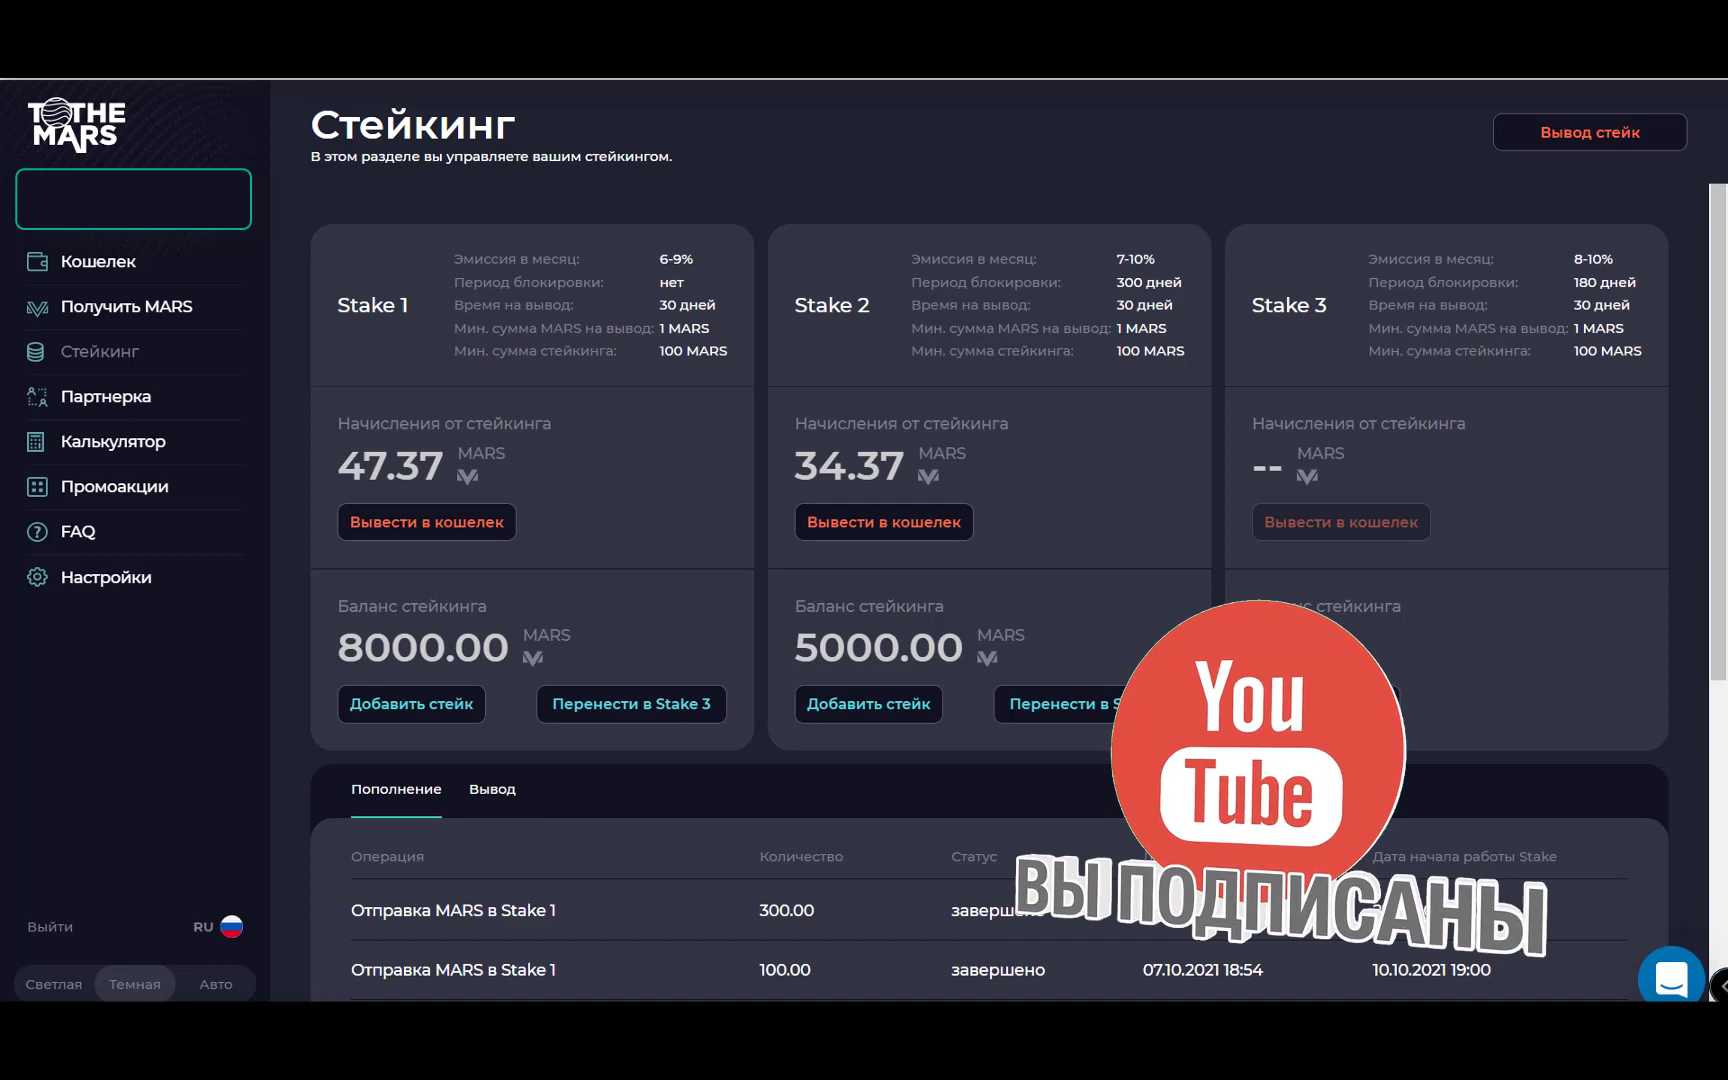 TO THE
MARS
Стейкинг
В этом разделе вы управляете вашим стейкингом.
Вывод стейк
Кошелек
Получить MARS
Стейкинг
Партнерка
Калькулятор
Промоакции
FAQ
Настройки
Выйти
RU
Светлая Темная Авто
Stake 1
Эмиссия в месяц: 6-9%
Период блокировки: нет
Время на вывод: 30 дней
Мин. сумма MARS на вывод: 1 MARS
Мин. сумма стейкинга: 100 MARS
Начисления от стейкинга
47.37 MARS
Вывести в кошелек
Баланс стейкинга
8000.00 MARS
Добавить стейк Перенести в Stake 3
Stake 2
Эмиссия в месяц: 7-10%
Период блокировки: 300 дней
Время на вывод: 30 дней
Мин. сумма MARS на вывод: 1 MARS
Мин. сумма стейкинга: 100 MARS
Начисления от стейкинга
34.37 MARS
Вывести в кошелек
Баланс стейкинга
5000.00 MARS
Добавить стейк Перенести в
Stake 3
Эмиссия в месяц: 8-10%
Период блокировки: 180 дней
Время на вывод: 30 дней
Мин. сумма MARS на вывод: 1 MARS
Мин. сумма стейкинга: 100 MARS
Начисления от стейкинга
-- MARS
Вывести в кошелек
стейкинга
You
Tube
ВЫ ПОДПИСАНЫ
Пополнение Вывод
Операция Количество Статус Дата начала работы Stake
Отправка MARS в Stake 1 300.00
Отправка MARS в Stake 1 100.00 завершено 07.10.2021 18:54 10.10.2021 19:00